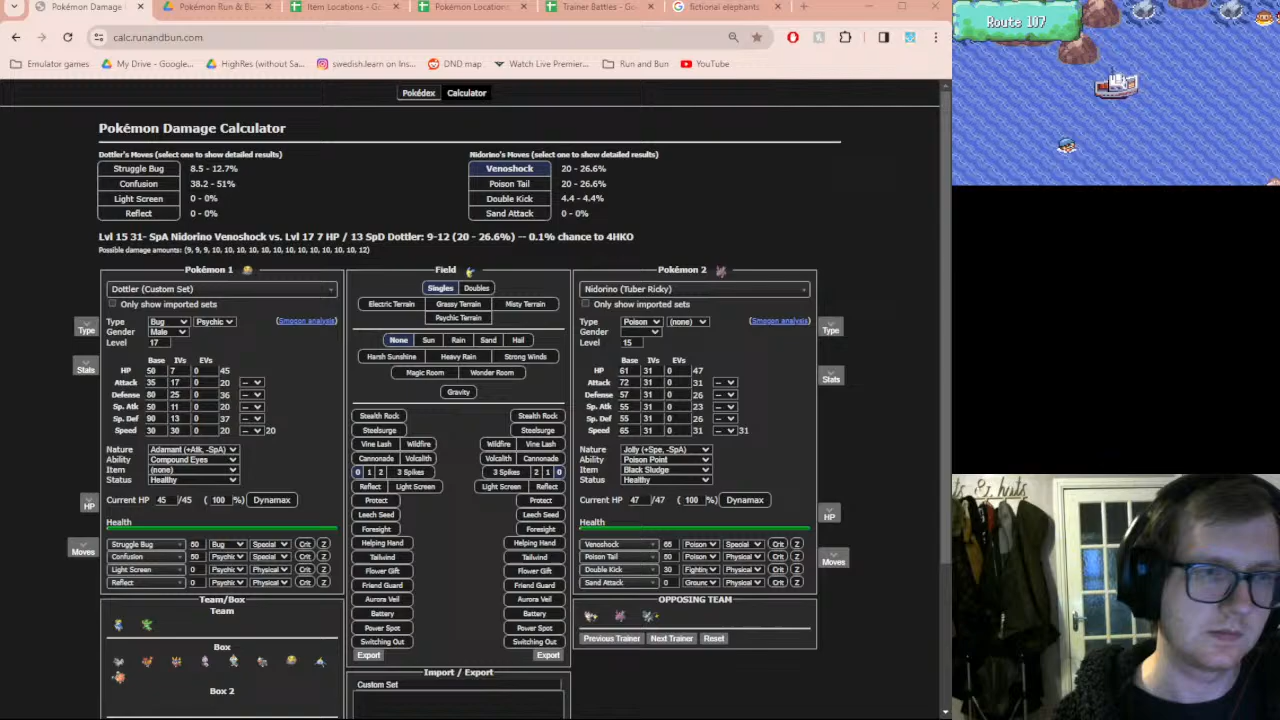 Pokémon Damage C
Pokémon Run & Bu
Item Locations - Go
Pokémon Locations
Trainer Battles - Go
fictional elephants
calc.runandbun.com
Emulator games
My Drive - Google...
HighRes (without Sa...
swedish.learn on Ins...
DND map
Watch Live Premier...
Run and Bun
YouTube
Route 107
Pokédex
Calculator
Pokémon Damage Calculator
Dottler's Moves (select one to show detailed results)
Struggle Bug 8.5 - 12.7%
Confusion 38.2 - 51%
Light Screen 0 - 0%
Reflect 0 - 0%
Nidorino's Moves (select one to show detailed results)
Venoshock 20 - 26.6%
Poison Tail 20 - 26.6%
Double Kick 4.4 - 4.4%
Sand Attack 0 - 0%
Lvl 15 31- SpA Nidorino Venoshock vs. Lvl 17 7 HP / 13 SpD Dottler: 9-12 (20 - 26.6%) -- 0.1% chance to 4HKO
Possible damage amounts: (9, 9, 9, 10, 10, 10, 10, 10, 10, 10, 10, 10, 10, 10, 10, 12)
Pokémon 1
Dottler (Custom Set)
Only show imported sets
Type Bug Psychic (Smogon analysis)
Gender Male
Level 17
Type
Stats
Base IVs EVs
HP 50 7 0 45
Attack 35 17 0 20 --
Defense 80 25 0 36 --
Sp. Atk 50 11 0 20 --
Sp. Def 90 13 0 37 --
Speed 30 30 0 20 -- 20
Nature Adamant (+Atk, -SpA)
Ability Compound Eyes
Item (none)
Status Healthy
HP
Current HP 45 /45 ( 100 %) Dynamax
Health
Moves
Struggle Bug 50 Bug Special Crit Z
Confusion 50 Psychic Special Crit Z
Light Screen 0 Psychic Physical Crit Z
Reflect 0 Psychic Physical Crit Z
Team/Box
Team
Box
Box 2
Field
Singles Doubles
Electric Terrain Grassy Terrain Misty Terrain
Psychic Terrain
None Sun Rain Sand Hail
Harsh Sunshine Heavy Rain Strong Winds
Magic Room Wonder Room
Gravity
Stealth Rock Stealth Rock
Steelsurge Steelsurge
Vine Lash Wildfire Wildfire Vine Lash
Cannonade Volcalith Volcalith Cannonade
0 1 2 3 Spikes 3 Spikes 2 1 0
Reflect Light Screen Light Screen Reflect
Protect Protect
Leech Seed Leech Seed
Foresight Foresight
Helping Hand Helping Hand
Tailwind Tailwind
Flower Gift Flower Gift
Friend Guard Friend Guard
Aurora Veil Aurora Veil
Battery Battery
Power Spot Power Spot
Switching Out Switching Out
Export Export
Import / Export
Custom Set
Pokémon 2
Nidorino (Tuber Ricky)
Only show imported sets
Type Poison (none) (Smogon analysis)
Gender
Level 15
Type
Stats
Base IVs EVs
HP 61 31 0 47
Attack 72 31 0 31 --
Defense 57 31 0 26 --
Sp. Atk 55 31 0 23 --
Sp. Def 55 31 0 26 --
Speed 65 31 0 31 -- 31
Nature Jolly (+Spe, -SpA)
Ability Poison Point
Item Black Sludge
Status Healthy
Current HP 47 /47 ( 100 %) Dynamax
HP
Health
Moves
Venoshock 65 Poison Special Crit Z
Poison Tail 50 Poison Physical Crit Z
Double Kick 30 Fighting Physical Crit Z
Sand Attack 0 Ground Physical Crit Z
OPPOSING TEAM
Previous Trainer Next Trainer Reset